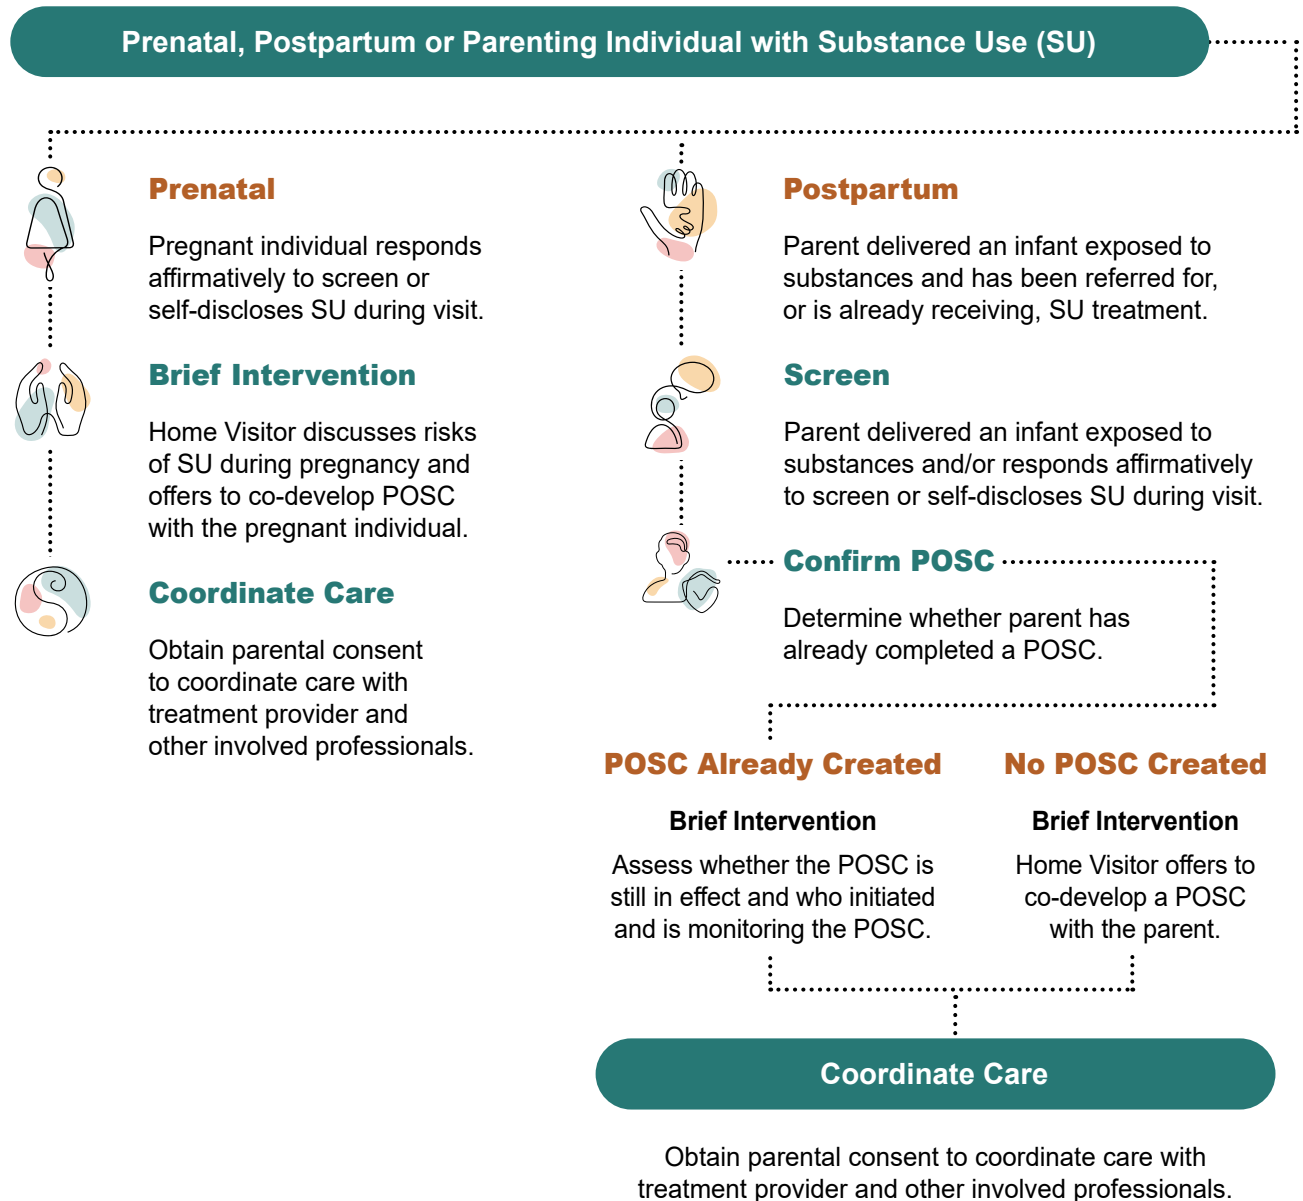 Prenatal, Postpartum or Parenting Individual with Substance Use (SU)
Prenatal
Pregnant individual responds
affirmatively to screen or
self-discloses SU during visit.
Brief Intervention
Home Visitor discusses risks
of SU during pregnancy and
offers to co-develop POSC
with the pregnant individual.
Coordinate Care
Obtain parental consent
to coordinate care with
treatment provider and
other involved professionals.
Postpartum
Parent delivered an infant exposed to
substances and has been referred for,
or is already receiving, SU treatment.
Screen
Parent delivered an infant exposed to
substances and/or responds affirmatively
to screen or self-discloses SU during visit.
Confirm POSC
Determine whether parent has
already completed a POSC.
POSC Already Created
Brief Intervention
Assess whether the POSC is
still in effect and who initiated
and is monitoring the POSC.
No POSC Created
Brief Intervention
Home Visitor offers to
co-develop a POSC
with the parent.
Coordinate Care
Obtain parental consent to coordinate care with
treatment provider and other involved professionals.